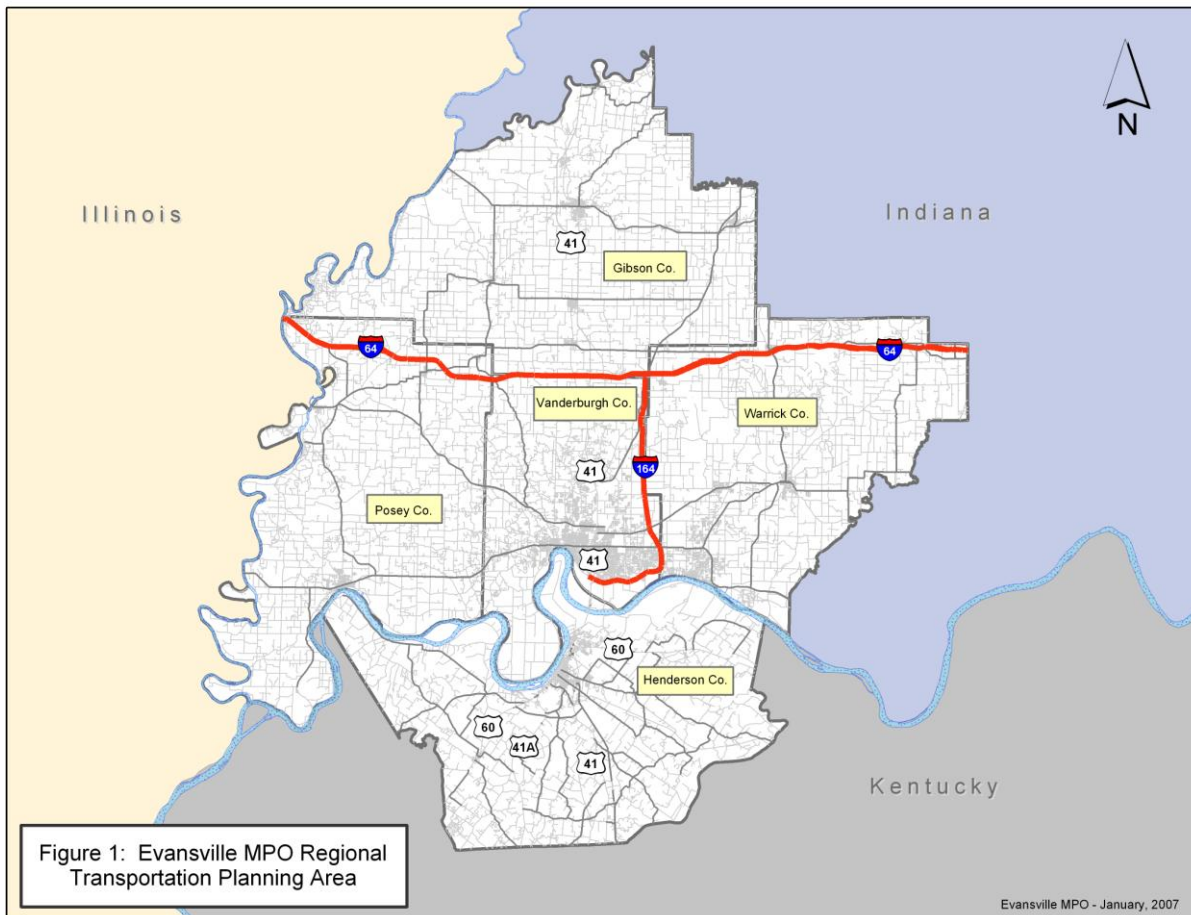 N
Illinois
Indiana
41
Gibson Co.
64
64
Vanderburgh Co.
Warrick Co.
41
164
Posey Co.
41
60
Henderson Co.
60
41A
41
Kentucky
Figure 1: Evansville MPO Regional
Transportation Planning Area
Evansville MPO - January, 2007